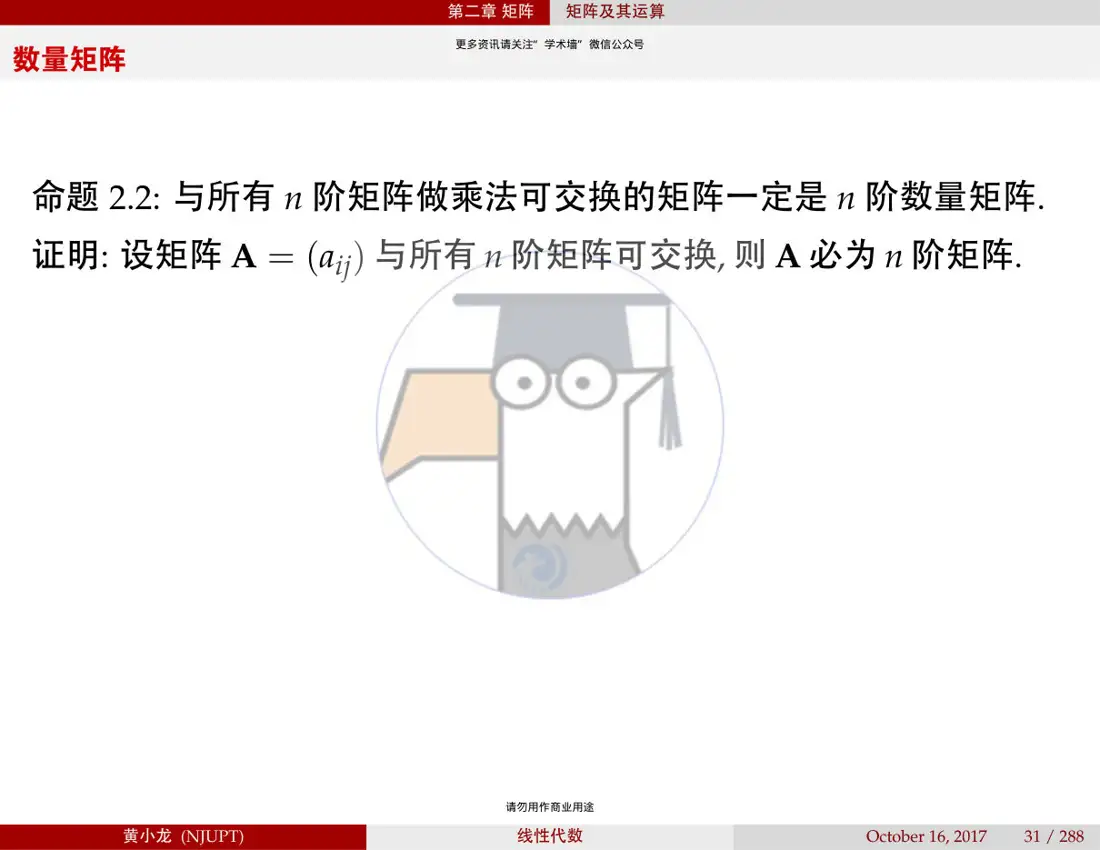 第二章 矩阵 矩阵及其运算
更多资讯请关注“学术墙”微信公众号
数量矩阵
命题 2.2: 与所有 n 阶矩阵做乘法可交换的矩阵一定是 n 阶数量矩阵.
证明: 设矩阵 A = (aij) 与所有 n 阶矩阵可交换, 则 A 必为 n 阶矩阵.
请勿用作商业用途
黄小龙 (NJUPT) 线性代数 October 16, 2017 31 / 288